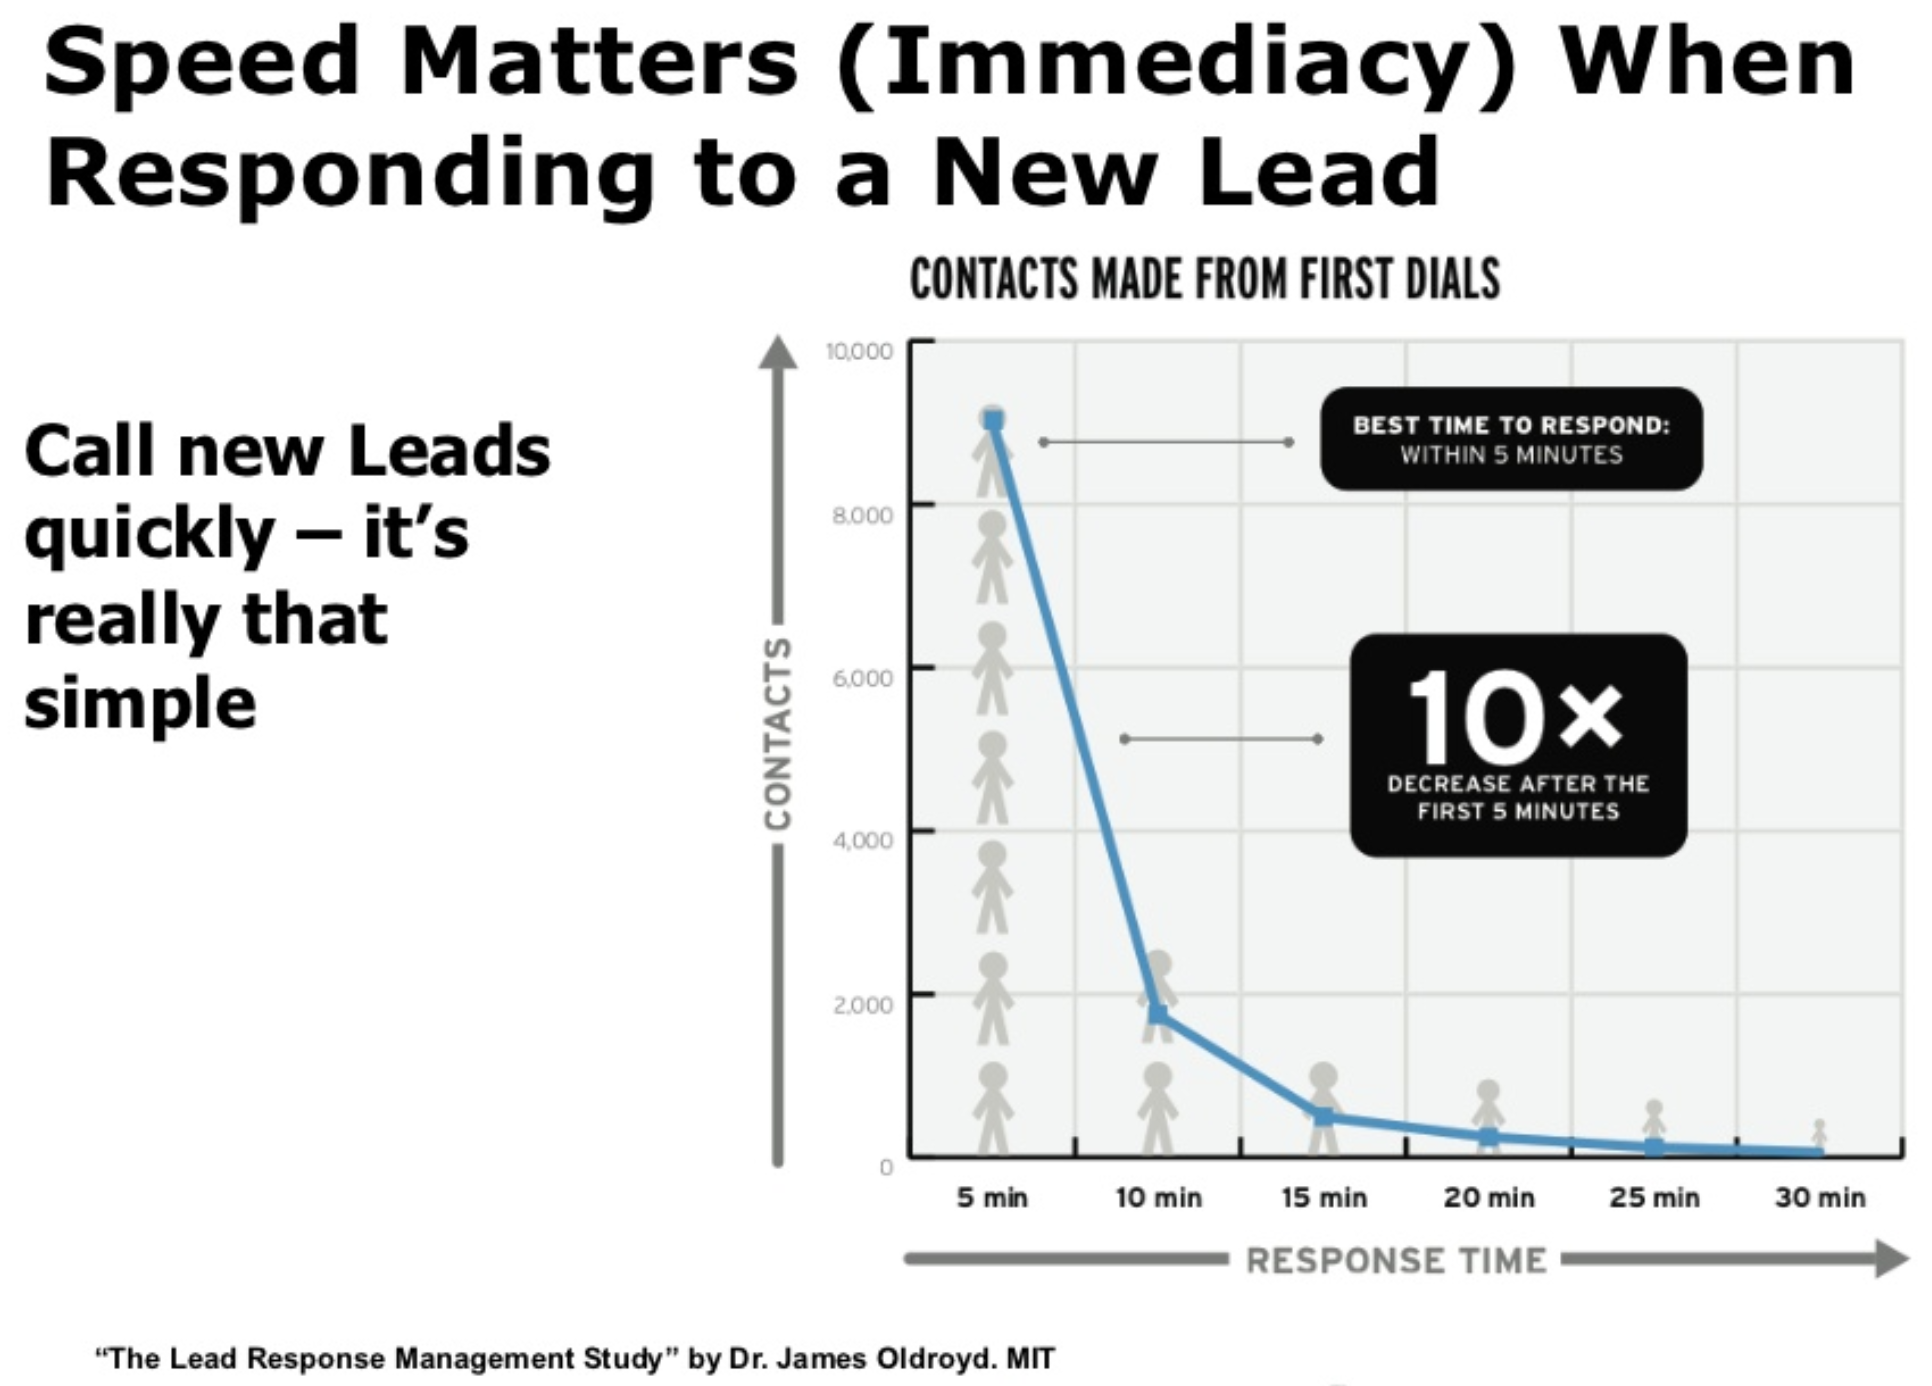 Speed Matters (Immediacy) When
Responding to a New Lead
Call new Leads
quickly – it’s
really that
simple
CONTACTS MADE FROM FIRST DIALS
CONTACTS
10,000
8,000
6,000
4,000
2,000
0
BEST TIME TO RESPOND:
WITHIN 5 MINUTES
10×
DECREASE AFTER THE
FIRST 5 MINUTES
5 min 10 min 15 min 20 min 25 min 30 min
RESPONSE TIME
“The Lead Response Management Study” by Dr. James Oldroyd. MIT